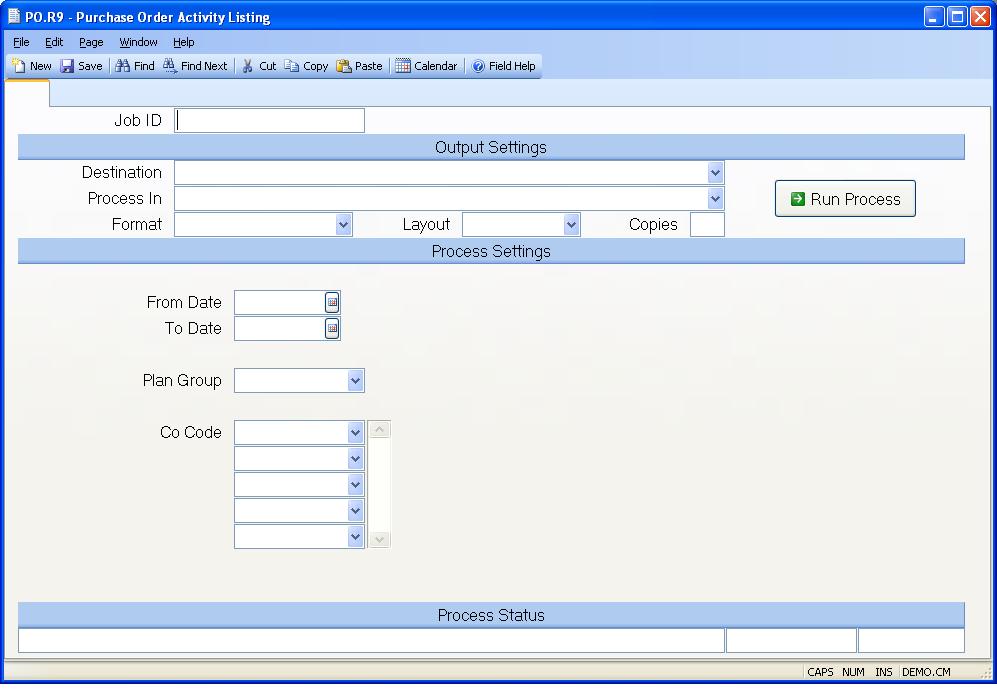 PO.R9 - Purchase Order Activity Listing
File Edit Page Window Help
New Save Find Find Next Cut Copy Paste Calendar Field Help
Job ID
Output Settings
Destination
Process In
Run Process
Format Layout Copies
Process Settings
From Date
To Date
Plan Group
Co Code
Process Status
CAPS NUM INS DEMO.CM